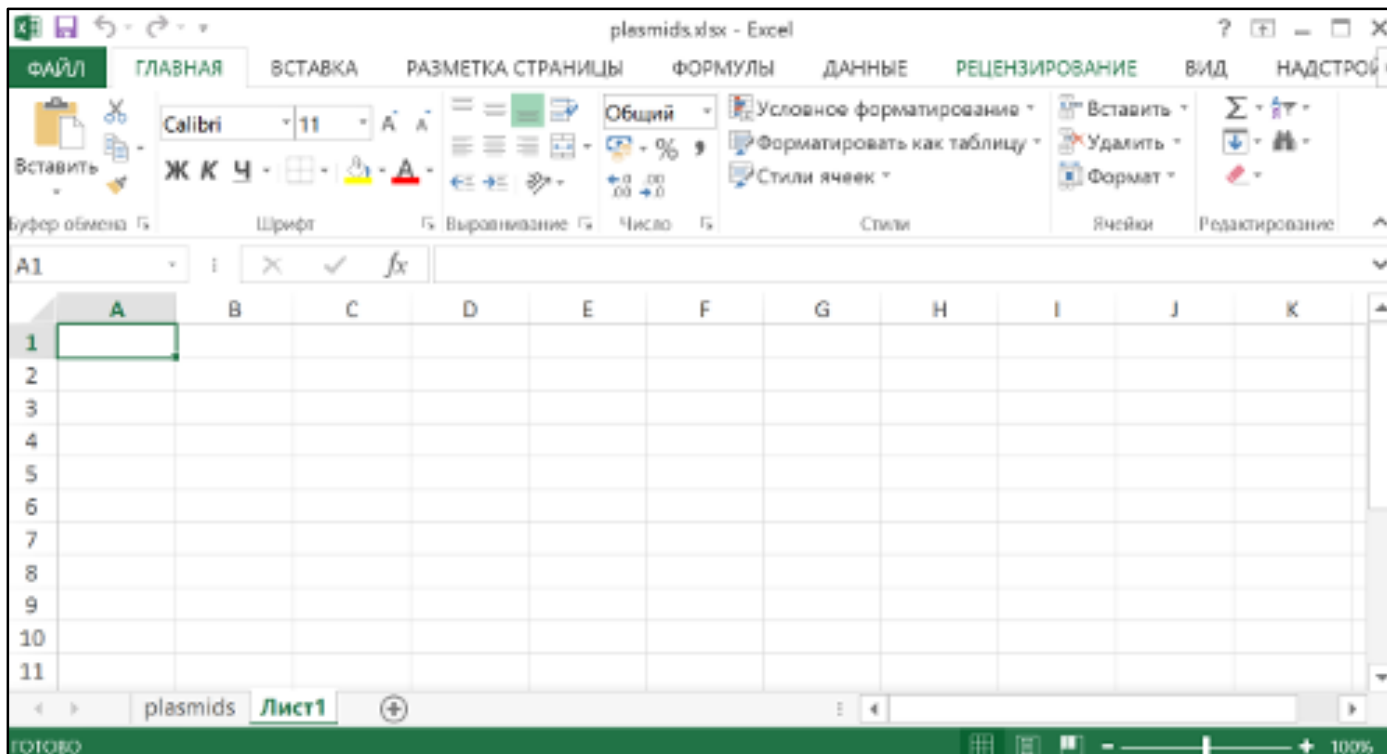 plasmids.xlsx - Excel ?
ФАЙЛ ГЛАВНАЯ ВСТАВКА РАЗМЕТКА СТРАНИЦЫ ФОРМУЛЫ ДАННЫЕ РЕЦЕНЗИРОВАНИЕ ВИД НАДСТРОЙ
Вставить
Calibri 11
Ж К Ч
А
Общий
% ,
Условное форматирование
Форматировать как таблицу
Стили ячеек
Вставить
Удалить
Формат
Σ
Буфер обмена Шрифт Выравнивание Число Стили Ячейки Редактирование
A1 fx
A B C D E F G H I J K
1
2
3
4
5
6
7
8
9
10
11
plasmids Лист1
ГОТОВО 100%